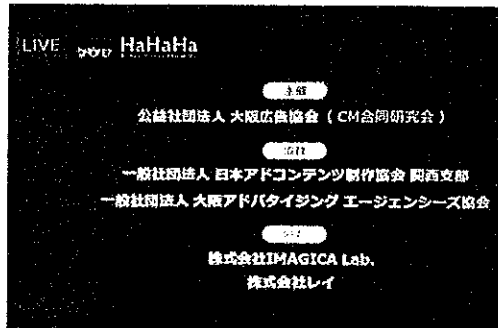 LIVE HaHaHa
主催
公益社団法人 大阪広告協会 ( CM合同研究会 )
一般社団法人 日本アドコンテンツ制作協会 関西支部
一般社団法人 大阪アドバタイジング エージェンシーズ協会
株式会社IMAGICA Lab.
株式会社レイ